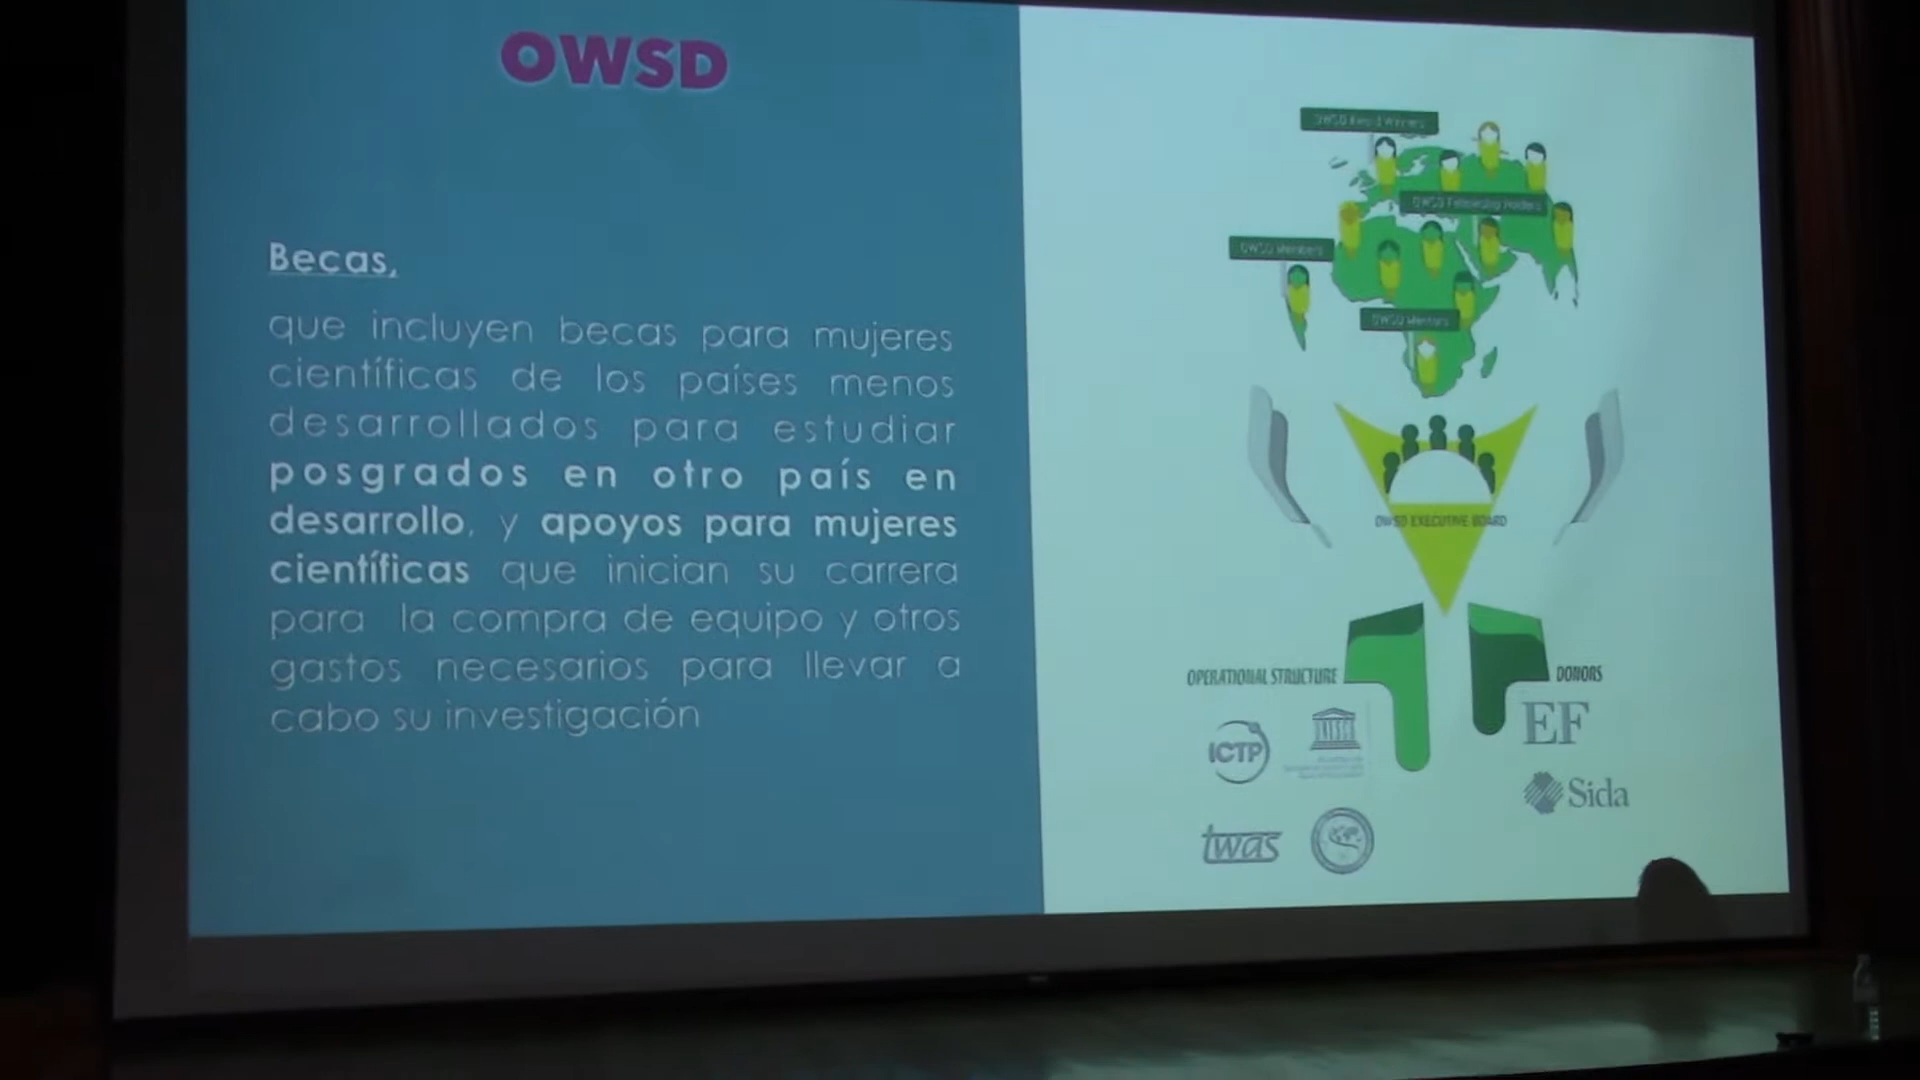 OWSD
Becas,
que incluyen becas para mujeres
científicas de los países menos
desarrollados para estudiar
posgrados en otro país en
desarrollo, y apoyos para mujeres
científicas que inician su carrera
para la compra de equipo y otros
gastos necesarios para llevar a
cabo su investigación
OWSD Award Winners
OWSD Fellowship Holders
OWSD Members
OWSD Mentors
OWSD EXECUTIVE BOARD
OPERATIONAL STRUCTURE
DONORS
ICTP
UNESCO
EF
Sida
twas